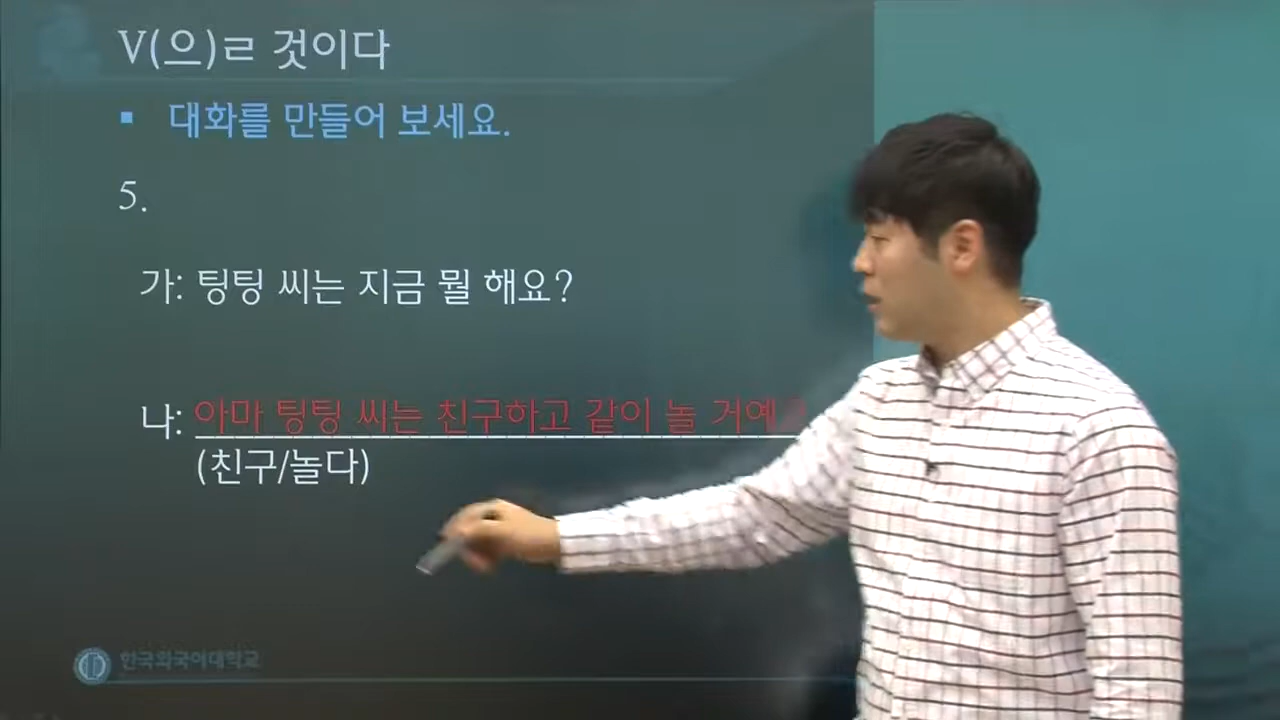 V(으)ㄹ 것이다
▪ 대화를 만들어 보세요.
5.
가: 팅팅 씨는 지금 뭘 해요?
나: 아마 팅팅 씨는 친구하고 같이 놀 거예
(친구/놀다)
한국외국어대학교